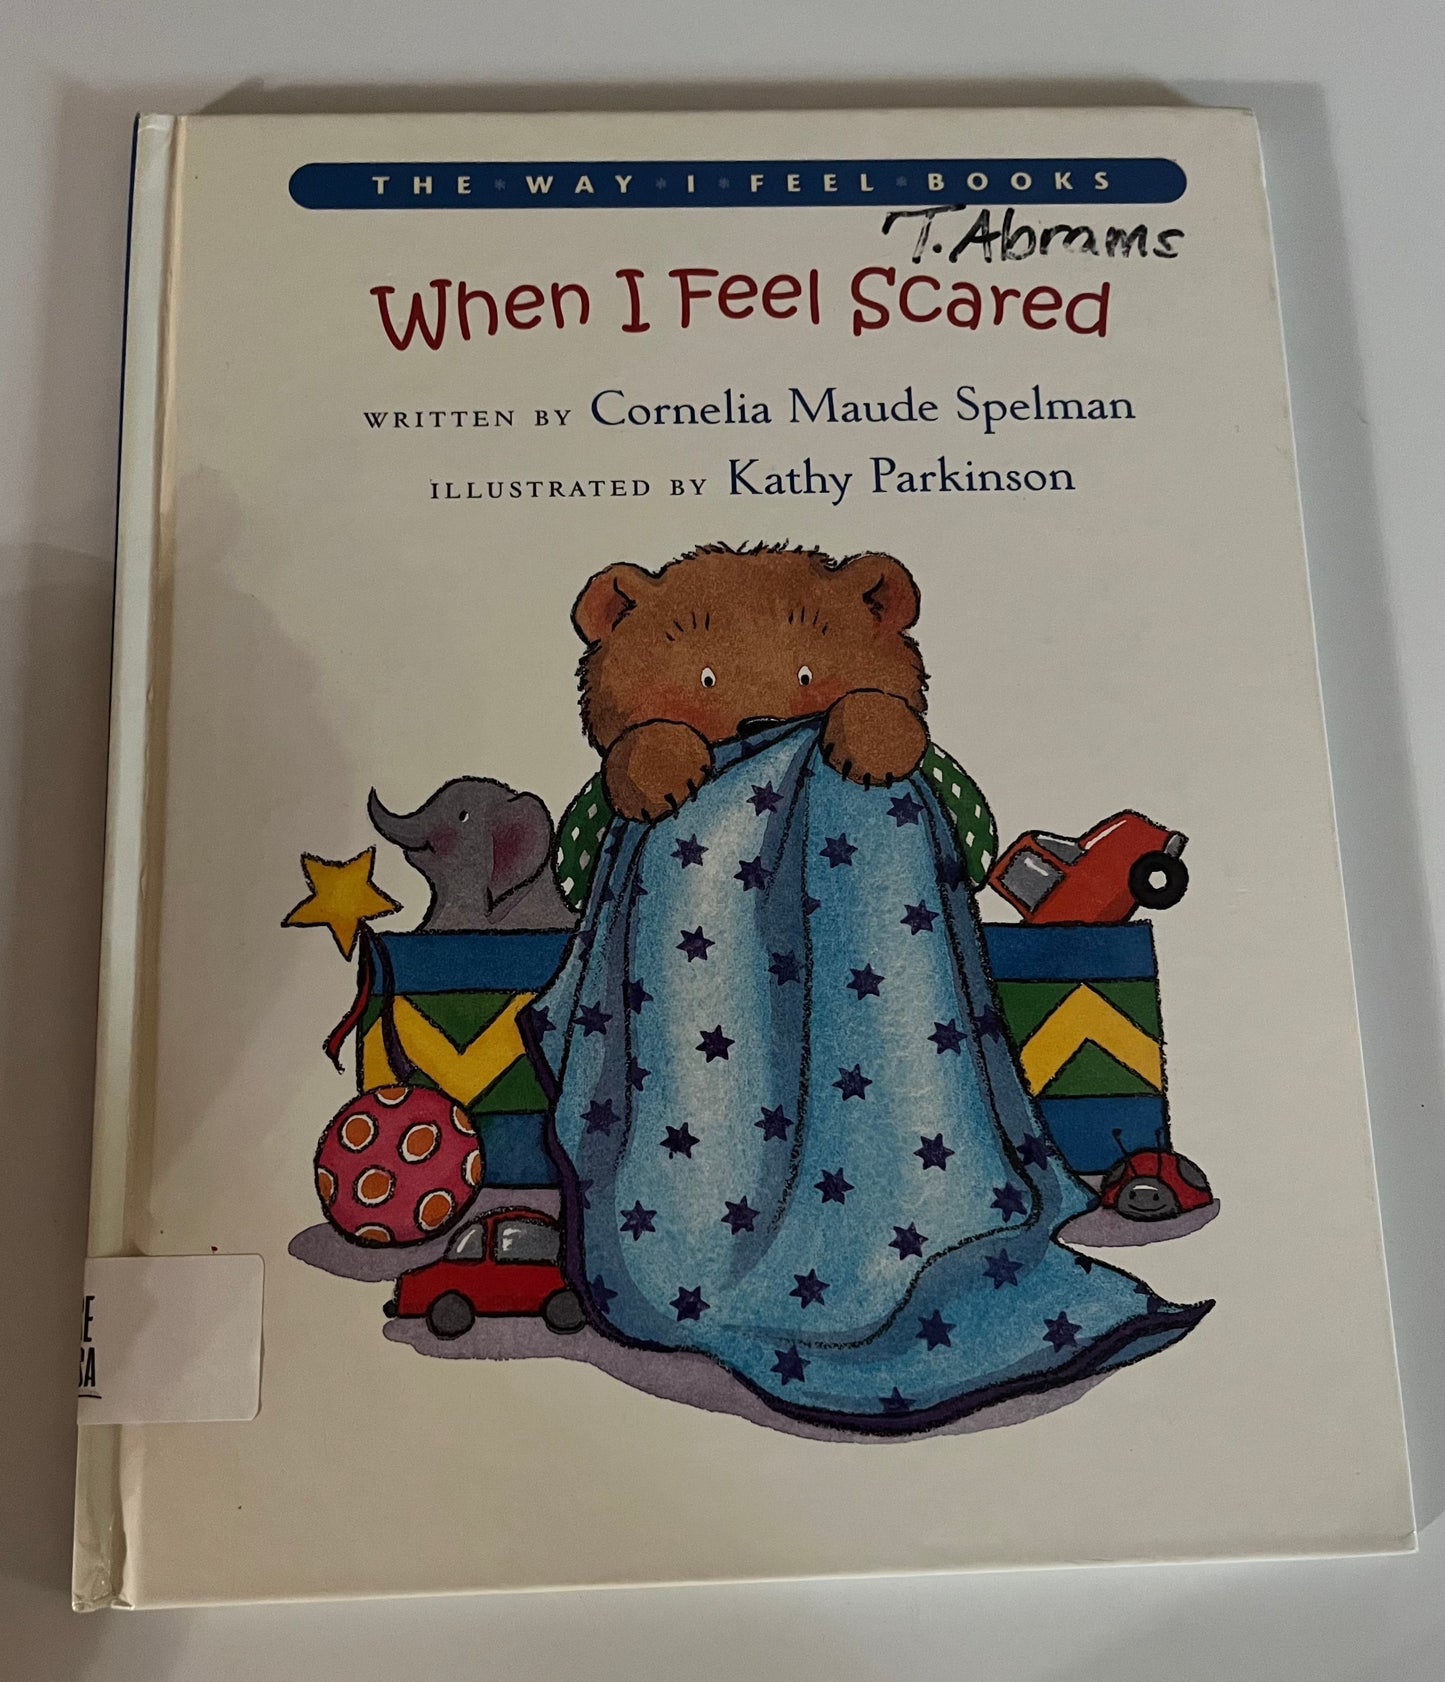 THE * WAY * I * FEEL * BOOKS
T. Abrams
When I Feel Scared
WRITTEN BY Cornelia Maude Spelman
ILLUSTRATED BY Kathy Parkinson